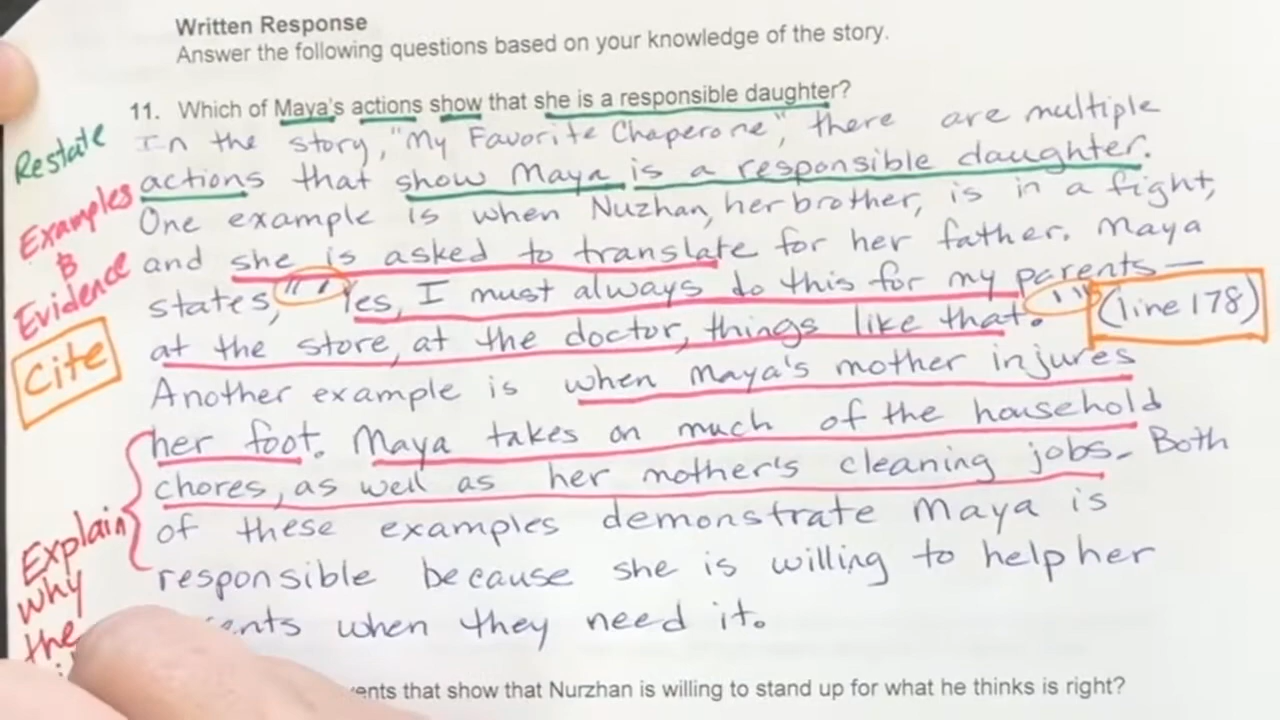 Written Response
Answer the following questions based on your knowledge of the story.
11. Which of Maya's actions show that she is a responsible daughter?
Restate
In the story, "My Favorite Chaperone", there are multiple
actions that show Maya is a responsible daughter.
Examples
&
Evidence
One example is when Nuzhan, her brother, is in a fight,
and she is asked to translate for her father. Maya
states, "'Yes, I must always do this for my parents —
at the store, at the doctor, things like that.'" (line 178)
Cite
Another example is when Maya's mother injures
her foot. Maya takes on much of the household
chores, as well as her mother's cleaning jobs. Both
of these examples demonstrate Maya is
responsible because she is willing to help her
when they need it.
Explain
why
the
that show that Nurzhan is willing to stand up for what he thinks is right?